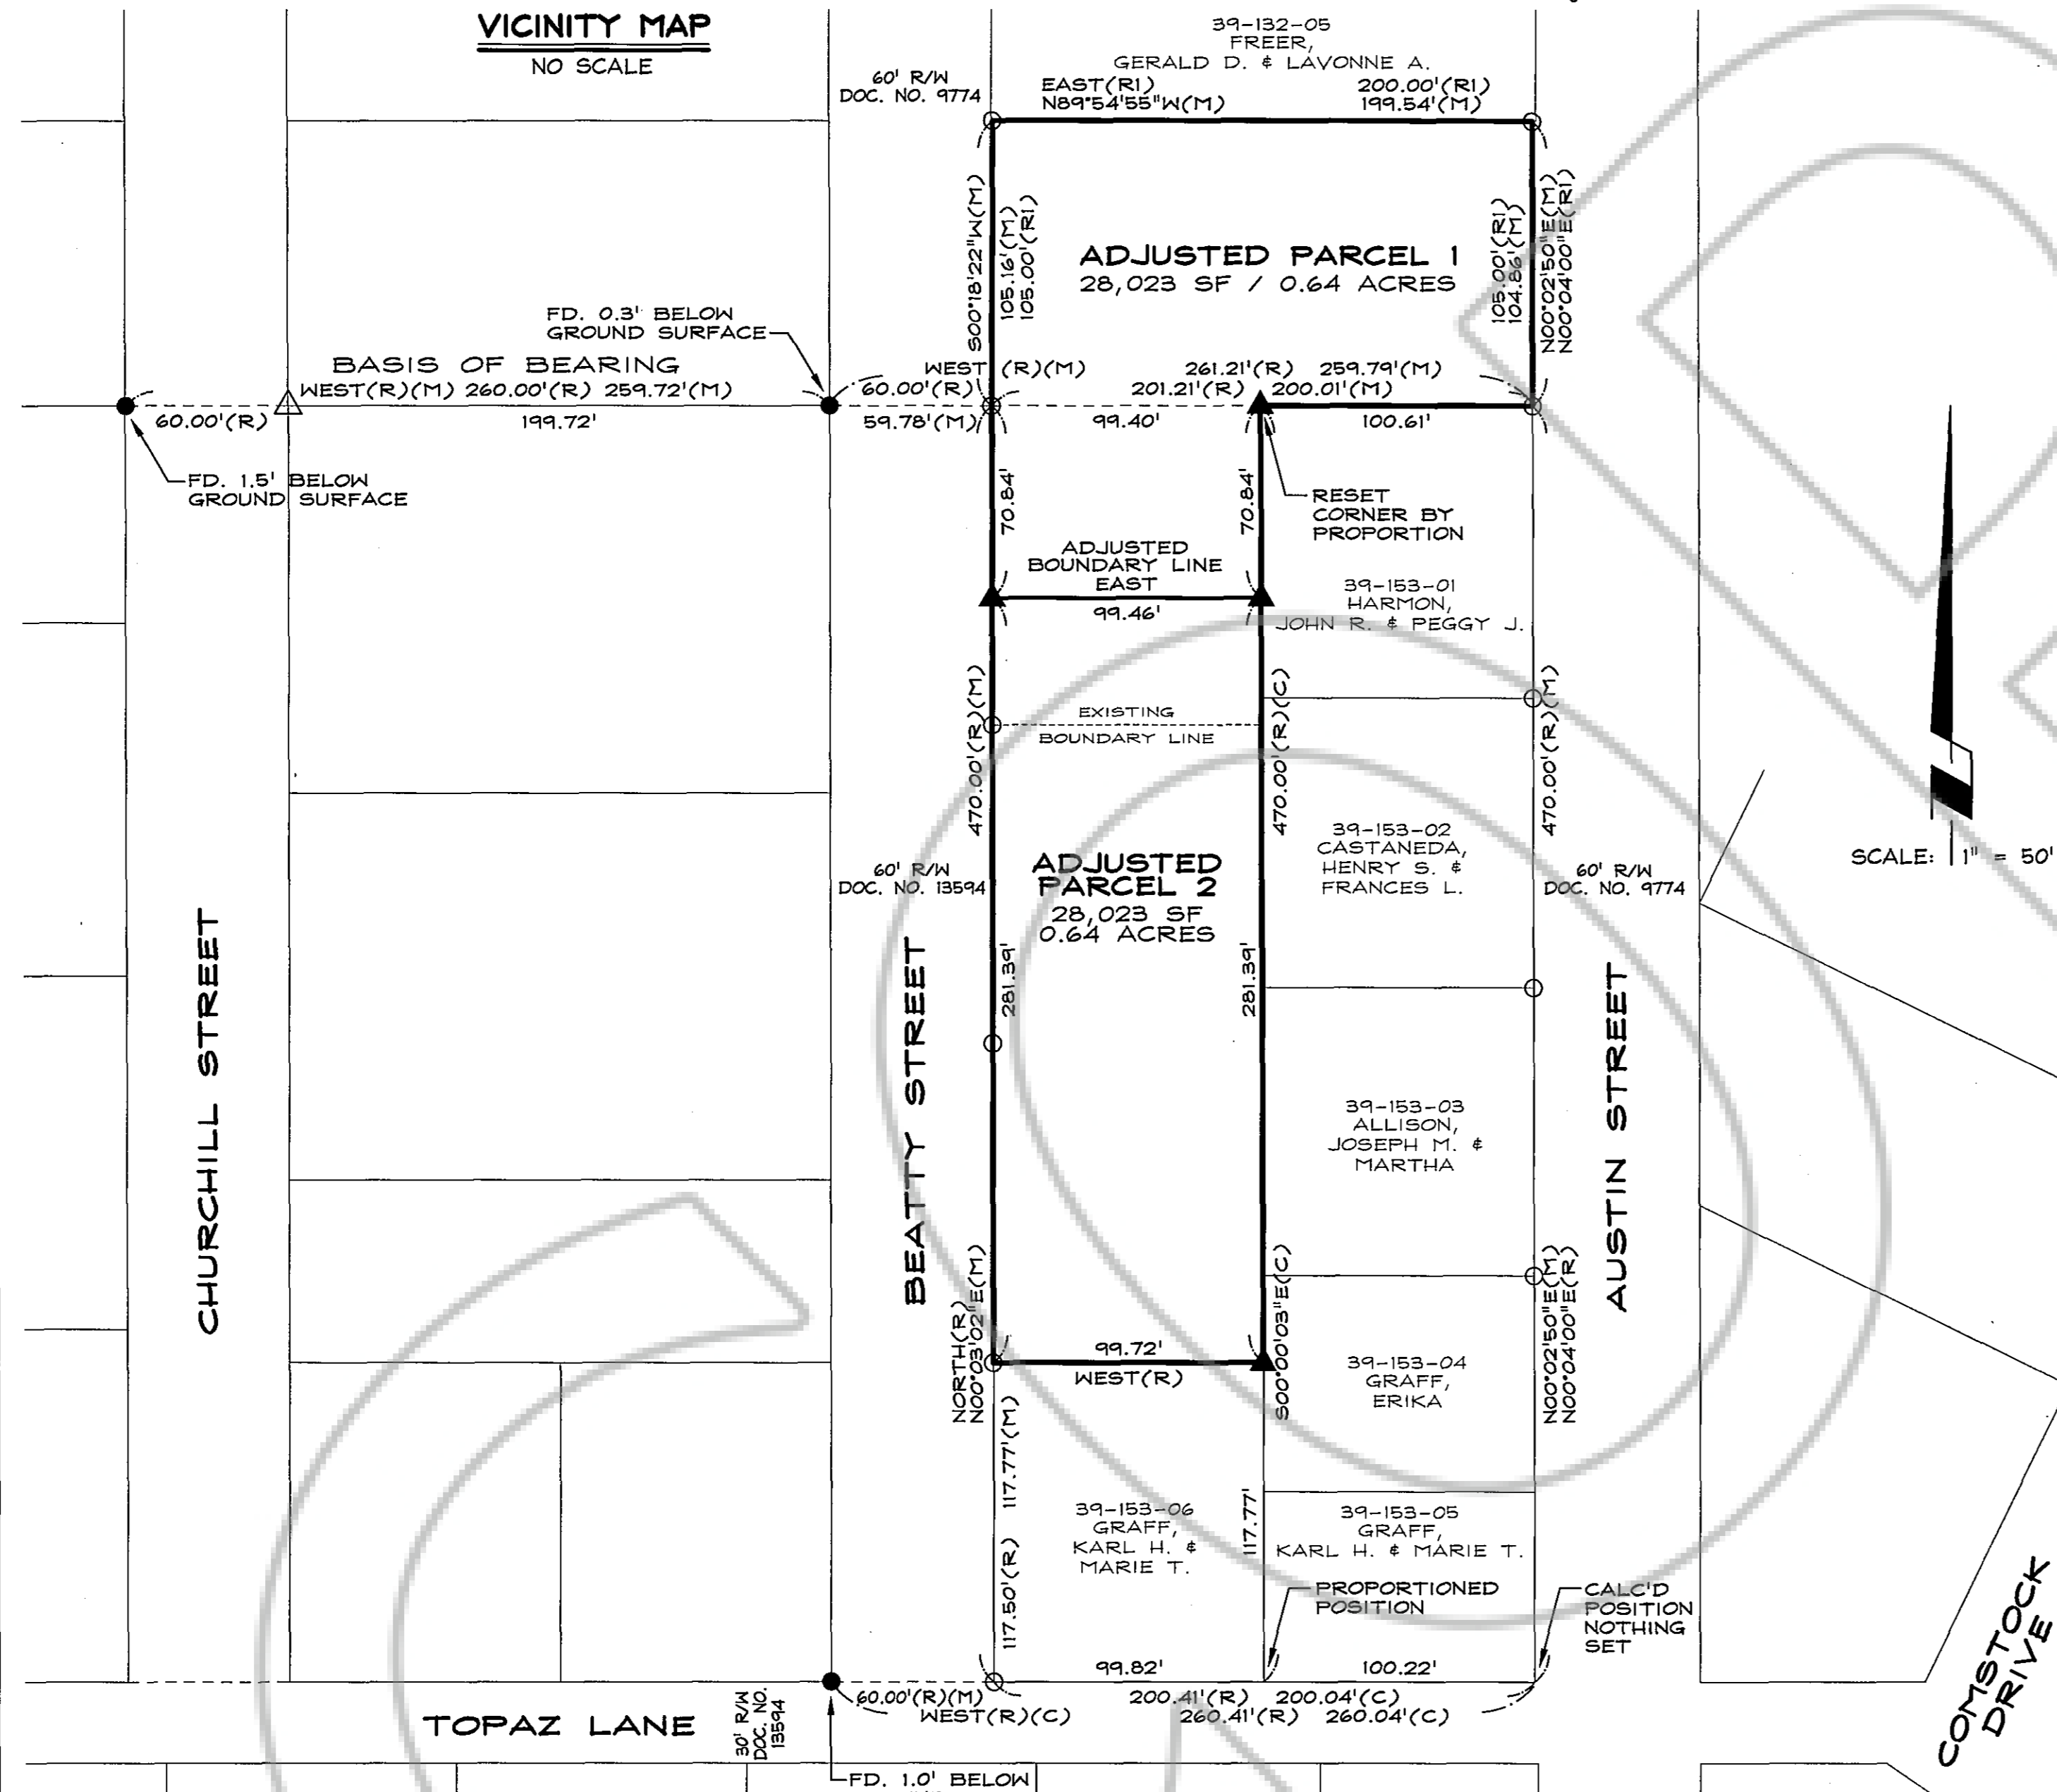 VICINITY MAP
NO SCALE
39-132-05
FREER,
GERALD D. & LAVONNE A.
60' R/W
DOC. NO. 9774
EAST(R1)
N89°54'55"W(M)
200.00'(R1)
199.54'(M)
S00°18'22"W(M)
105.16'(M)
105.00'(R1)
ADJUSTED PARCEL 1
28,023 SF / 0.64 ACRES
105.00'(R1)
104.86'(M)
N00°02'50"E(M)
N00°04'00"E(R1)
FD. 0.3' BELOW
GROUND SURFACE
BASIS OF BEARING
WEST(R)(M) 260.00'(R) 259.72'(M)
60.00'(R)
199.72'
FD. 1.5' BELOW
GROUND SURFACE
WEST (R)(M)
261.21'(R) 259.79'(M)
60.00'(R)
201.21'(R) 200.01'(M)
59.78'(M)
99.40'
100.61'
70.84'
70.84'
RESET
CORNER BY
PROPORTION
ADJUSTED
BOUNDARY LINE
EAST
99.46'
39-153-01
HARMON,
JOHN R. & PEGGY J.
470.00'(R)(M)
EXISTING
BOUNDARY LINE
470.00'(R)(C)
470.00'(R)(M)
60' R/W
DOC. NO. 13594
ADJUSTED
PARCEL 2
28,023 SF
0.64 ACRES
39-153-02
CASTANEDA,
HENRY S. &
FRANCES L.
60' R/W
DOC. NO. 9774
SCALE: 1" = 50'
CHURCHILL STREET
BEATTY STREET
281.39'
281.39'
AUSTIN STREET
39-153-03
ALLISON,
JOSEPH M. &
MARTHA
NORTH(R)
N00°03'02"E(M)
99.72'
WEST(R)
S00°00'03"E(C)
39-153-04
GRAFF,
ERIKA
N00°02'50"E(M)
N00°04'00"E(R)
117.50'(R) 117.77'(M)
39-153-06
GRAFF,
KARL H. &
MARIE T.
117.77'
39-153-05
GRAFF,
KARL H. & MARIE T.
PROPORTIONED
POSITION
CALC'D
POSITION
NOTHING
SET
99.82'
100.22'
60.00'(R)(M)
WEST(R)(C)
200.41'(R) 200.04'(C)
260.41'(R) 260.04'(C)
TOPAZ LANE
30' R/W
DOC. NO.
13594
FD. 1.0' BELOW
COMSTOCK
DRIVE